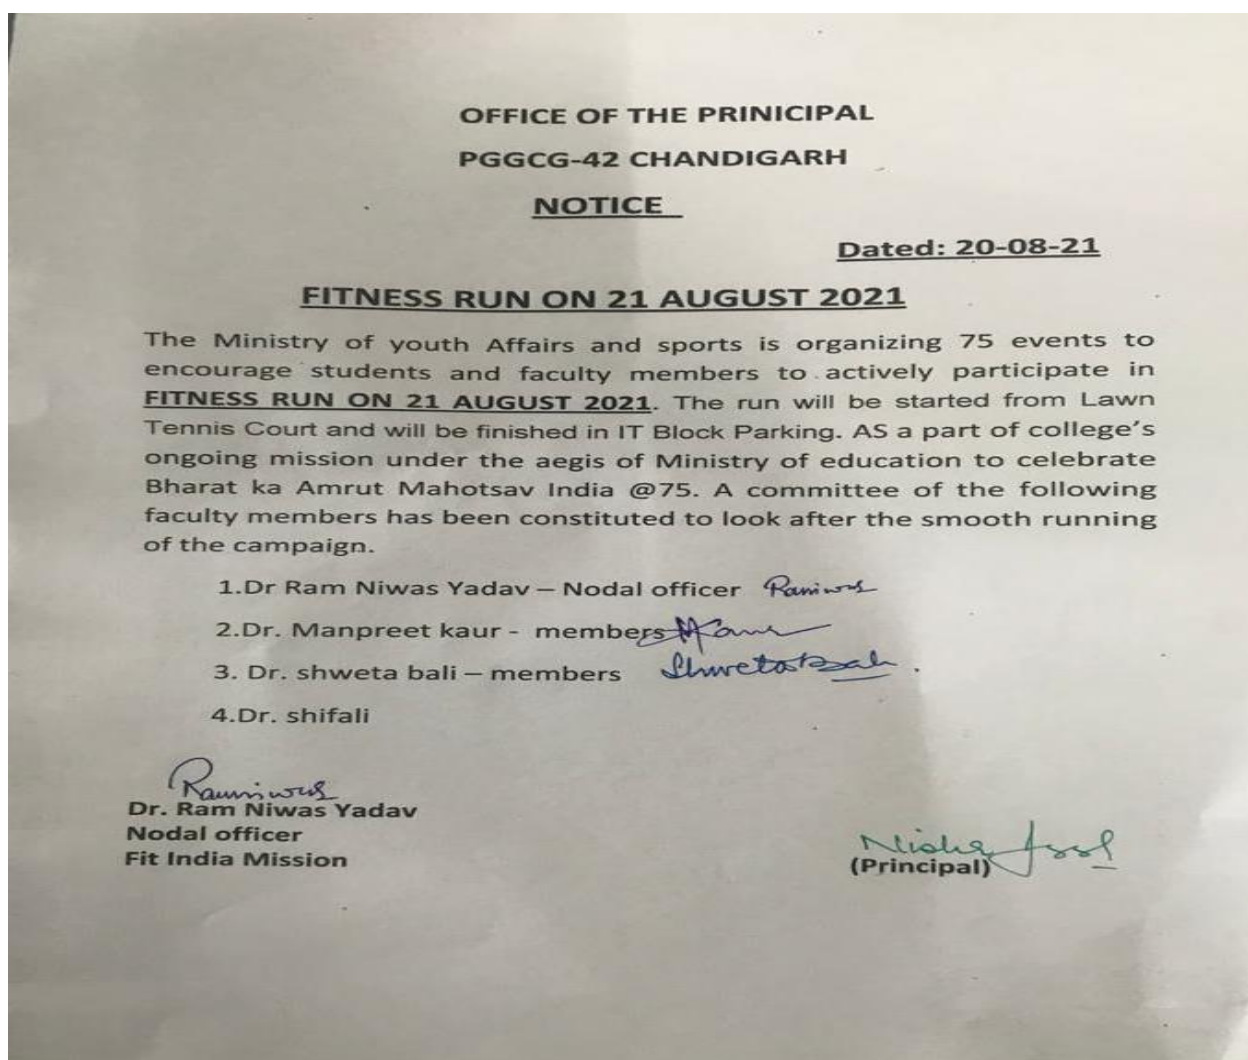 OFFICE OF THE PRINICIPAL
PGGCG-42 CHANDIGARH
NOTICE
Dated: 20-08-21
FITNESS RUN ON 21 AUGUST 2021
The Ministry of youth Affairs and sports is organizing 75 events to
encourage students and faculty members to actively participate in
FITNESS RUN ON 21 AUGUST 2021. The run will be started from Lawn
Tennis Court and will be finished in IT Block Parking. AS a part of college's
ongoing mission under the aegis of Ministry of education to celebrate
Bharat ka Amrut Mahotsav India @75. A committee of the following
faculty members has been constituted to look after the smooth running
of the campaign.
1.Dr Ram Niwas Yadav – Nodal officer
2.Dr. Manpreet kaur - members
3. Dr. shweta bali – members
4.Dr. shifali
Dr. Ram Niwas Yadav
Nodal officer
Fit India Mission
Nisha
(Principal)